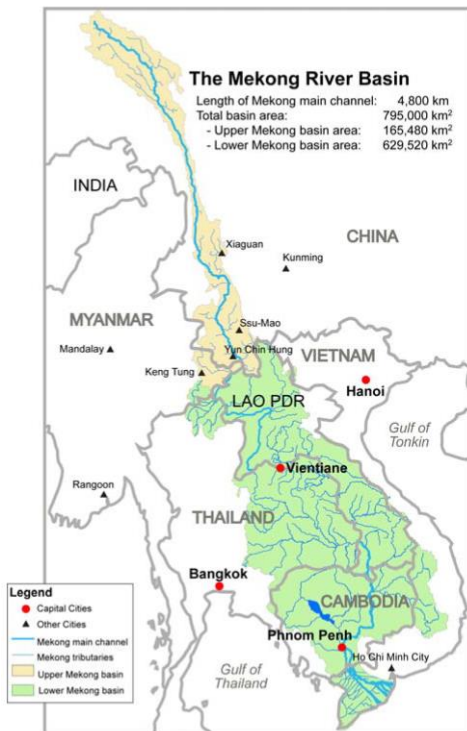 The Mekong River Basin
Length of Mekong main channel: 4,800 km
Total basin area: 795,000 km²
- Upper Mekong basin area: 165,480 km²
- Lower Mekong basin area: 629,520 km²
INDIA
CHINA
Xiaguan
Kunming
MYANMAR
Ssu-Mao
Mandalay
Yun Chin Hung
VIETNAM
Keng Tung
Hanoi
LAO PDR
Gulf of
Tonkin
Vientiane
Rangoon
THAILAND
Bangkok
CAMBODIA
Phnom Penh
Ho Chi Minh City
Gulf of
Thailand
Legend
Capital Cities
Other Cities
Mekong main channel
Mekong tributaries
Upper Mekong basin
Lower Mekong basin